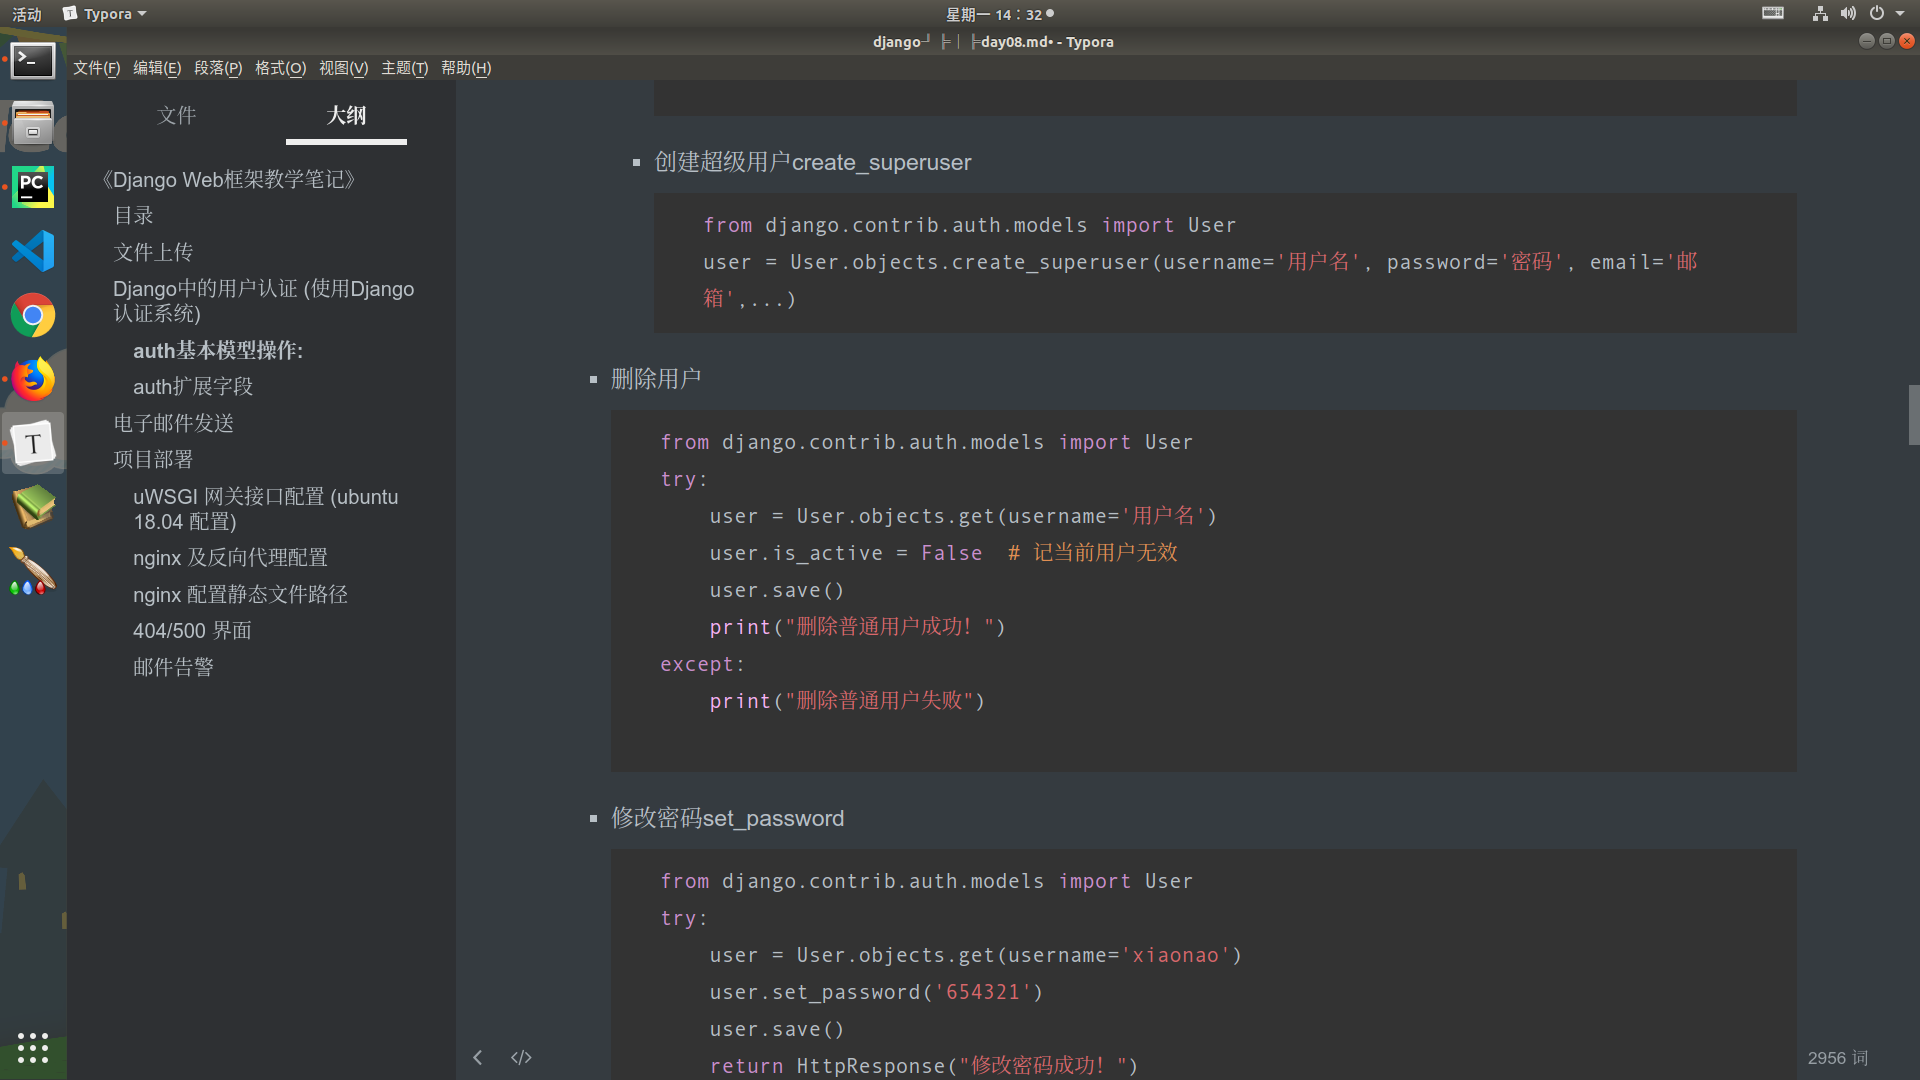 活动
Typora
星期一 14：32
django╜ ╠│ ╠day08.md• - Typora
文件(F) 编辑(E) 段落(P) 格式(O) 视图(V) 主题(T) 帮助(H)
文件
大纲
《Django Web框架教学笔记》
目录
文件上传
Django中的用户认证 (使用Django
认证系统)
auth基本模型操作:
auth扩展字段
电子邮件发送
项目部署
uWSGI 网关接口配置 (ubuntu
18.04 配置)
nginx 及反向代理配置
nginx 配置静态文件路径
404/500 界面
邮件告警
创建超级用户create_superuser
from django.contrib.auth.models import User
user = User.objects.create_superuser(username='用户名', password='密码', email='邮
箱',...)
删除用户
from django.contrib.auth.models import User
try:
    user = User.objects.get(username='用户名')
    user.is_active = False  # 记当前用户无效
    user.save()
    print("删除普通用户成功！")
except:
    print("删除普通用户失败")
修改密码set_password
from django.contrib.auth.models import User
try:
    user = User.objects.get(username='xiaonao')
    user.set_password('654321')
    user.save()
    return HttpResponse("修改密码成功！")
PC
T
</>
2956 词